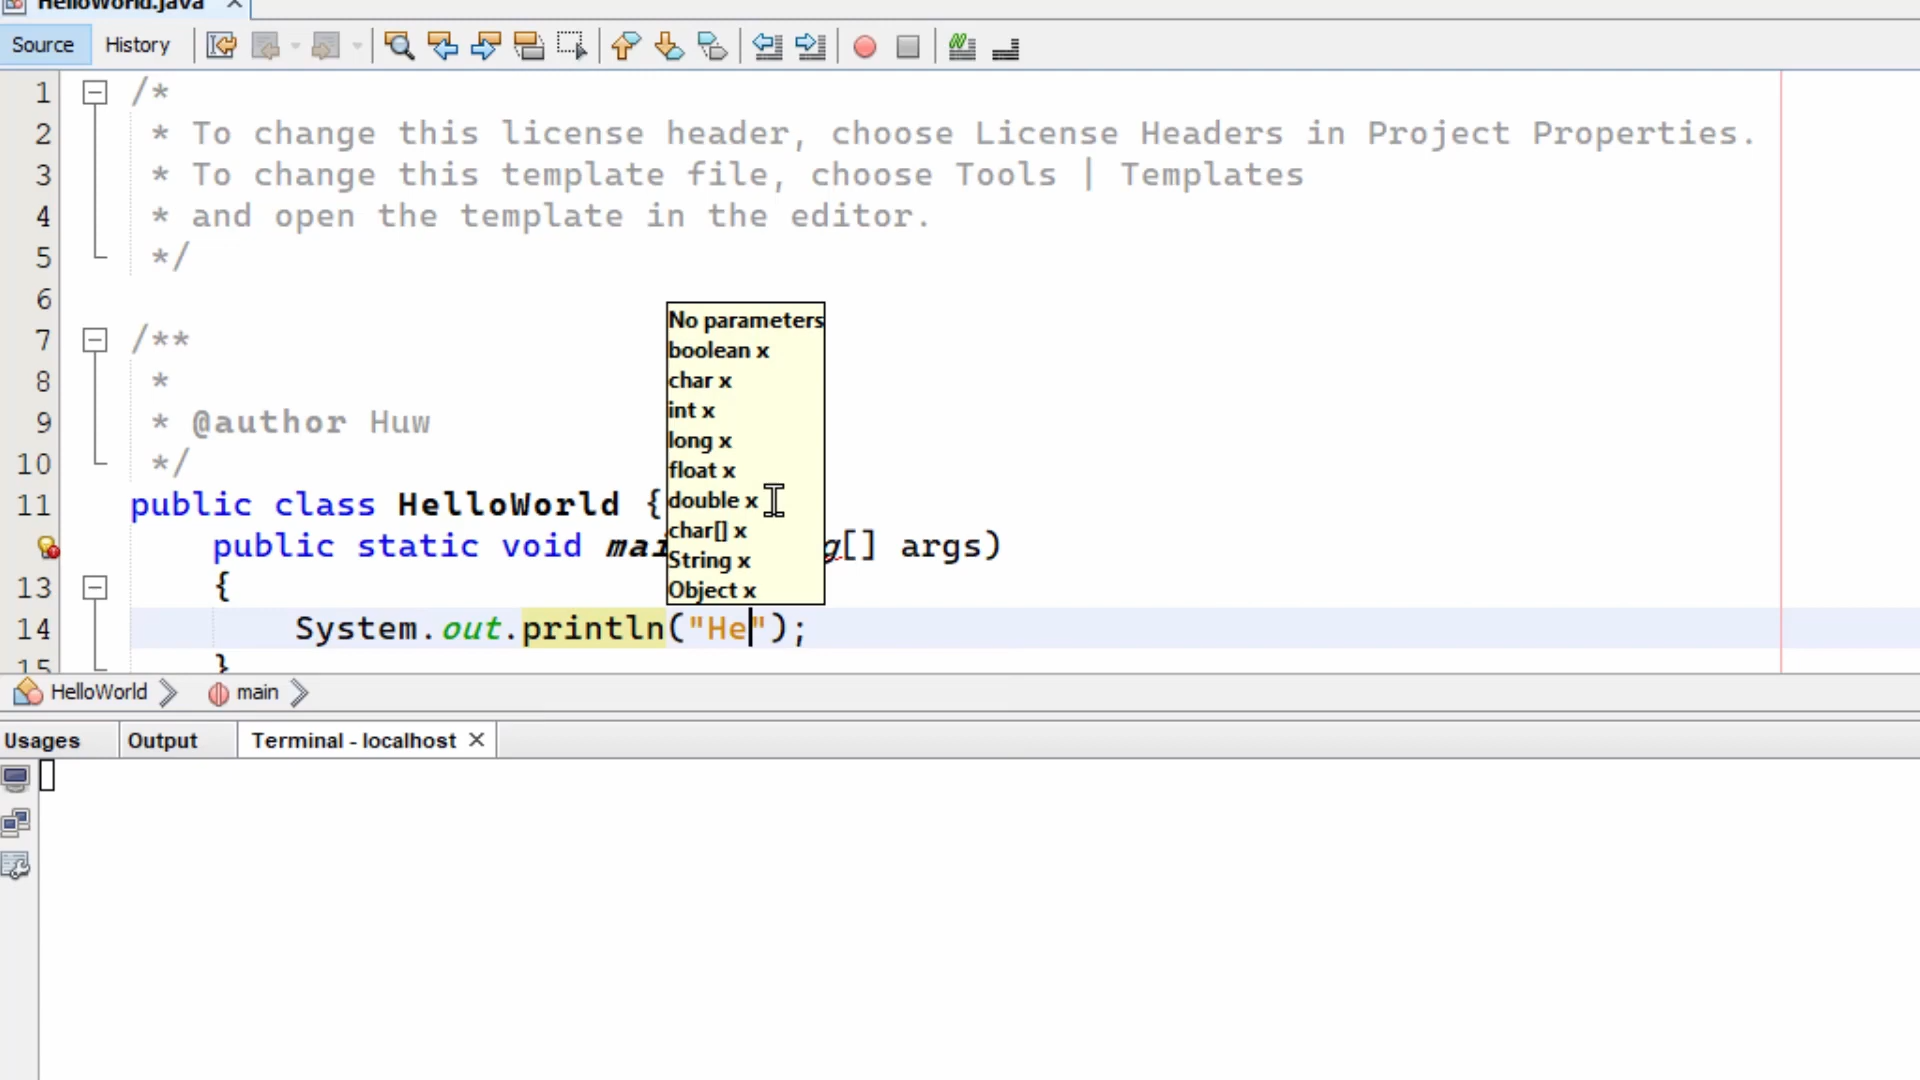 HelloWorld.java
Source History
1 /*
2 * To change this license header, choose License Headers in Project Properties.
3 * To change this template file, choose Tools | Templates
4 * and open the template in the editor.
5 */
6
7 /**
8 *
9 * @author Huw
10 */
11 public class HelloWorld {
public static void mai g[] args)
13 {
14 System.out.println("He");
15 }
No parameters
boolean x
char x
int x
long x
float x
double x
char[] x
String x
Object x
HelloWorld main
Usages Output Terminal - localhost